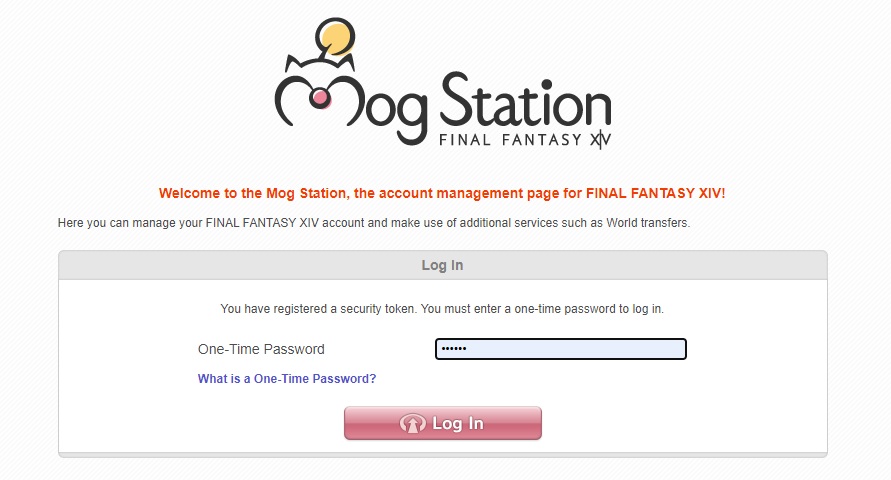 Mog Station
FINAL FANTASY XIV
Welcome to the Mog Station, the account management page for FINAL FANTASY XIV!
Here you can manage your FINAL FANTASY XIV account and make use of additional services such as World transfers.
Log In
You have registered a security token. You must enter a one-time password to log in.
One-Time Password ••••••
What is a One-Time Password?
Log In